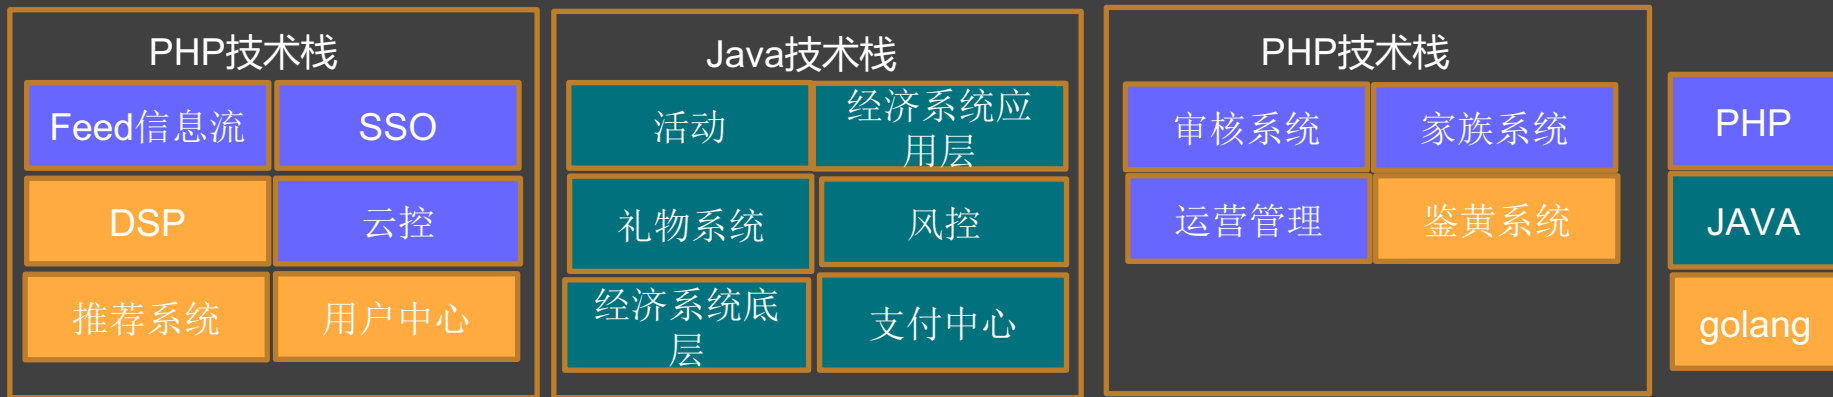 PHP技术栈
Feed信息流
SSO
DSP
云控
推荐系统
用户中心
Java技术栈
活动
经济系统应
用层
礼物系统
风控
经济系统底
层
支付中心
PHP技术栈
审核系统
家族系统
运营管理
鉴黄系统
PHP
JAVA
golang